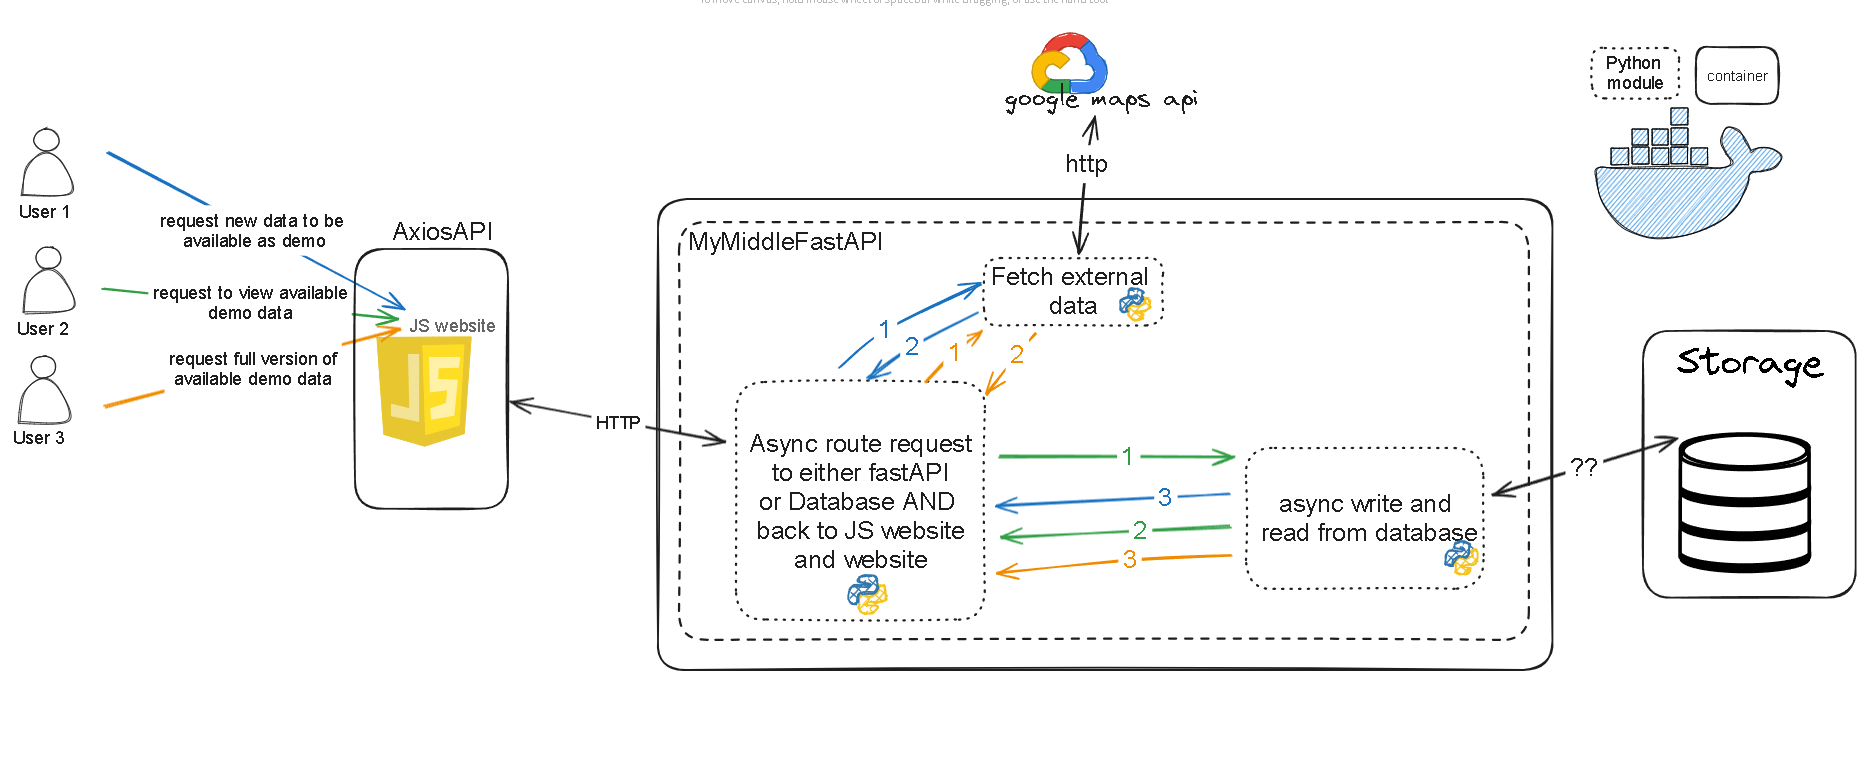 To move canvas, hold mouse wheel or spacebar while dragging, or use the hand tool
google maps api
http
Python
module
container
User 1
request new data to be
available as demo
User 2
request to view available
demo data
User 3
request full version of
available demo data
AxiosAPI
JS website
JS
HTTP
MyMiddleFastAPI
Fetch external
data
1
2
1
2
Async route request
to either fastAPI
or Database AND
back to JS website
and website
1
3
2
3
async write and
read from database
??
Storage